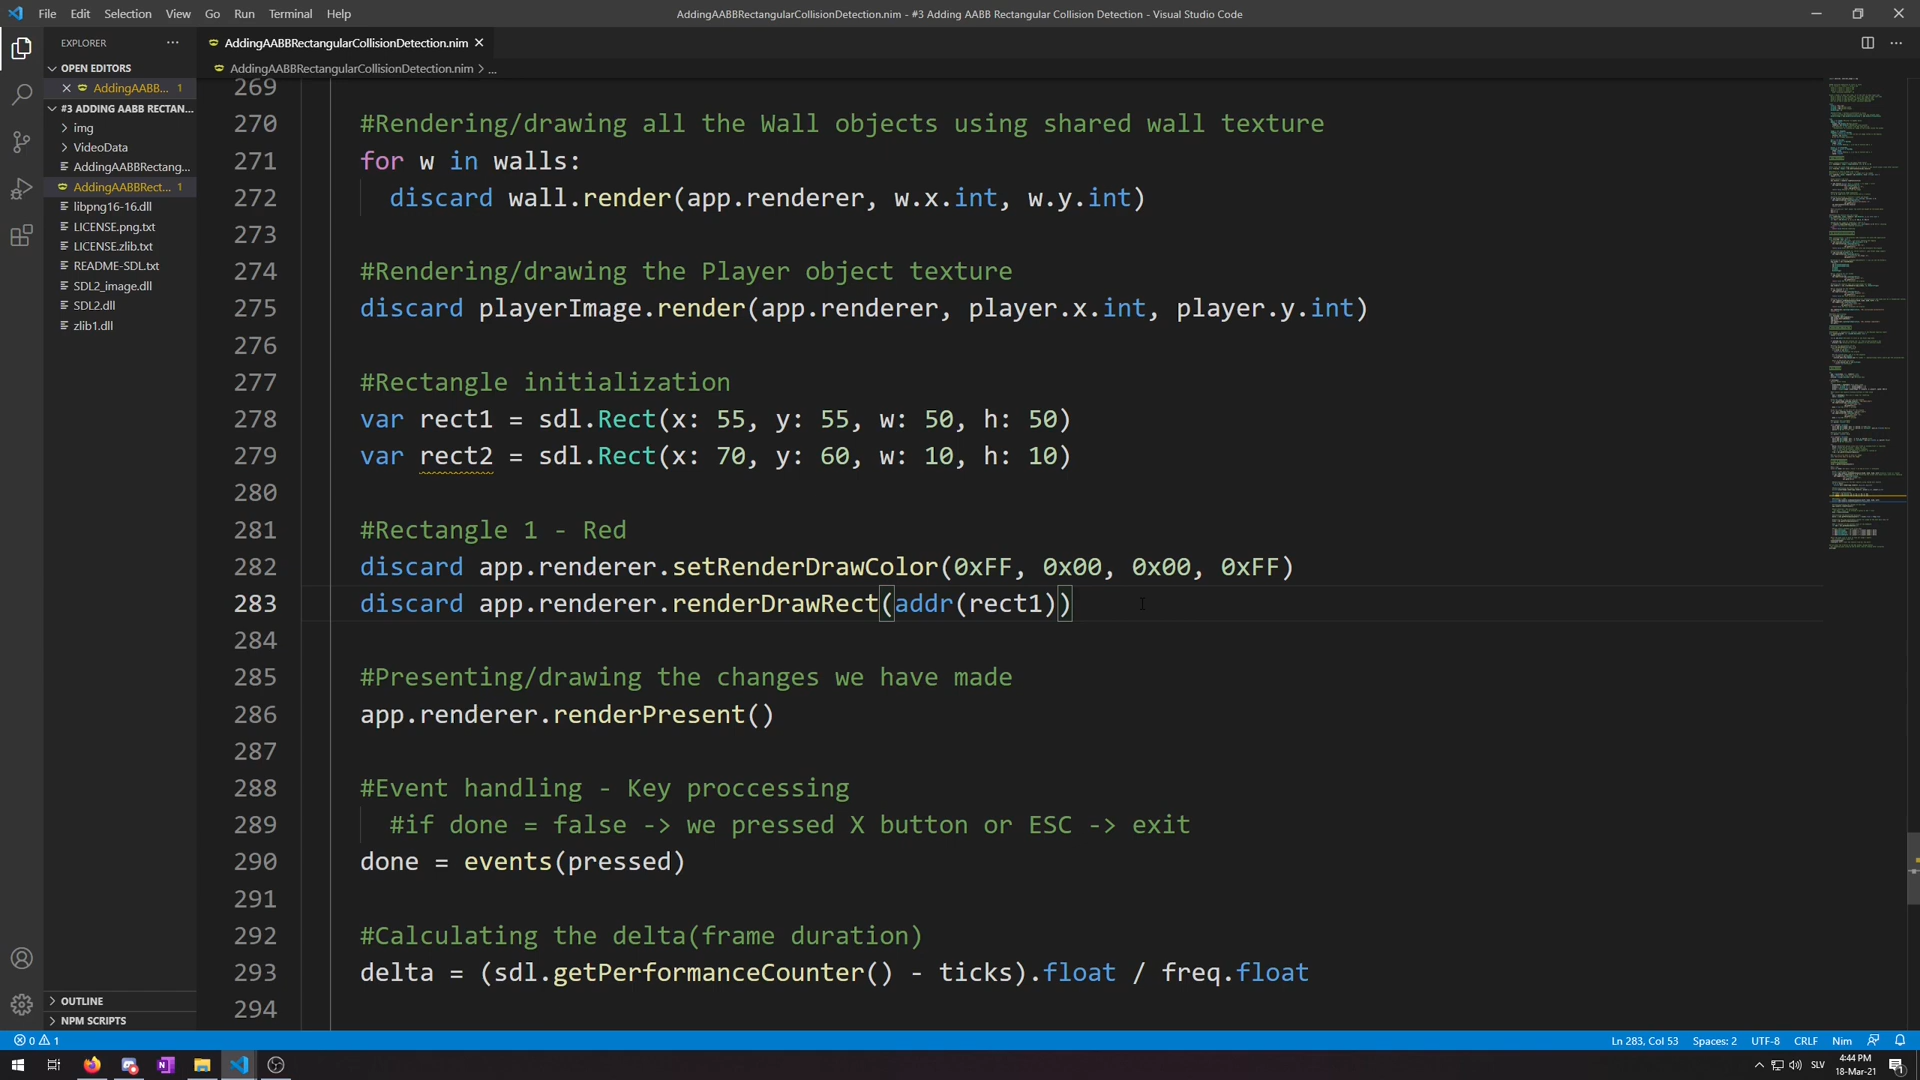 File Edit Selection View Go Run Terminal Help
AddingAABBRectangularCollisionDetection.nim - #3 Adding AABB Rectangular Collision Detection - Visual Studio Code
EXPLORER
OPEN EDITORS
AddingAABB... 1
#3 ADDING AABB RECTAN...
img
VideoData
AddingAABBRectang...
AddingAABBRect... 1
libpng16-16.dll
LICENSE.png.txt
LICENSE.zlib.txt
README-SDL.txt
SDL2_image.dll
SDL2.dll
zlib1.dll
OUTLINE
NPM SCRIPTS
AddingAABBRectangularCollisionDetection.nim
AddingAABBRectangularCollisionDetection.nim > ...
269
270 #Rendering/drawing all the Wall objects using shared wall texture
271 for w in walls:
272 discard wall.render(app.renderer, w.x.int, w.y.int)
273
274 #Rendering/drawing the Player object texture
275 discard playerImage.render(app.renderer, player.x.int, player.y.int)
276
277 #Rectangle initialization
278 var rect1 = sdl.Rect(x: 55, y: 55, w: 50, h: 50)
279 var rect2 = sdl.Rect(x: 70, y: 60, w: 10, h: 10)
280
281 #Rectangle 1 - Red
282 discard app.renderer.setRenderDrawColor(0xFF, 0x00, 0x00, 0xFF)
283 discard app.renderer.renderDrawRect(addr(rect1))
284
285 #Presenting/drawing the changes we have made
286 app.renderer.renderPresent()
287
288 #Event handling - Key proccessing
289 #if done = false -> we pressed X button or ESC -> exit
290 done = events(pressed)
291
292 #Calculating the delta(frame duration)
293 delta = (sdl.getPerformanceCounter() - ticks).float / freq.float
294
0 1
Ln 283, Col 53 Spaces: 2 UTF-8 CRLF Nim
SLV
4:44 PM
18-Mar-21